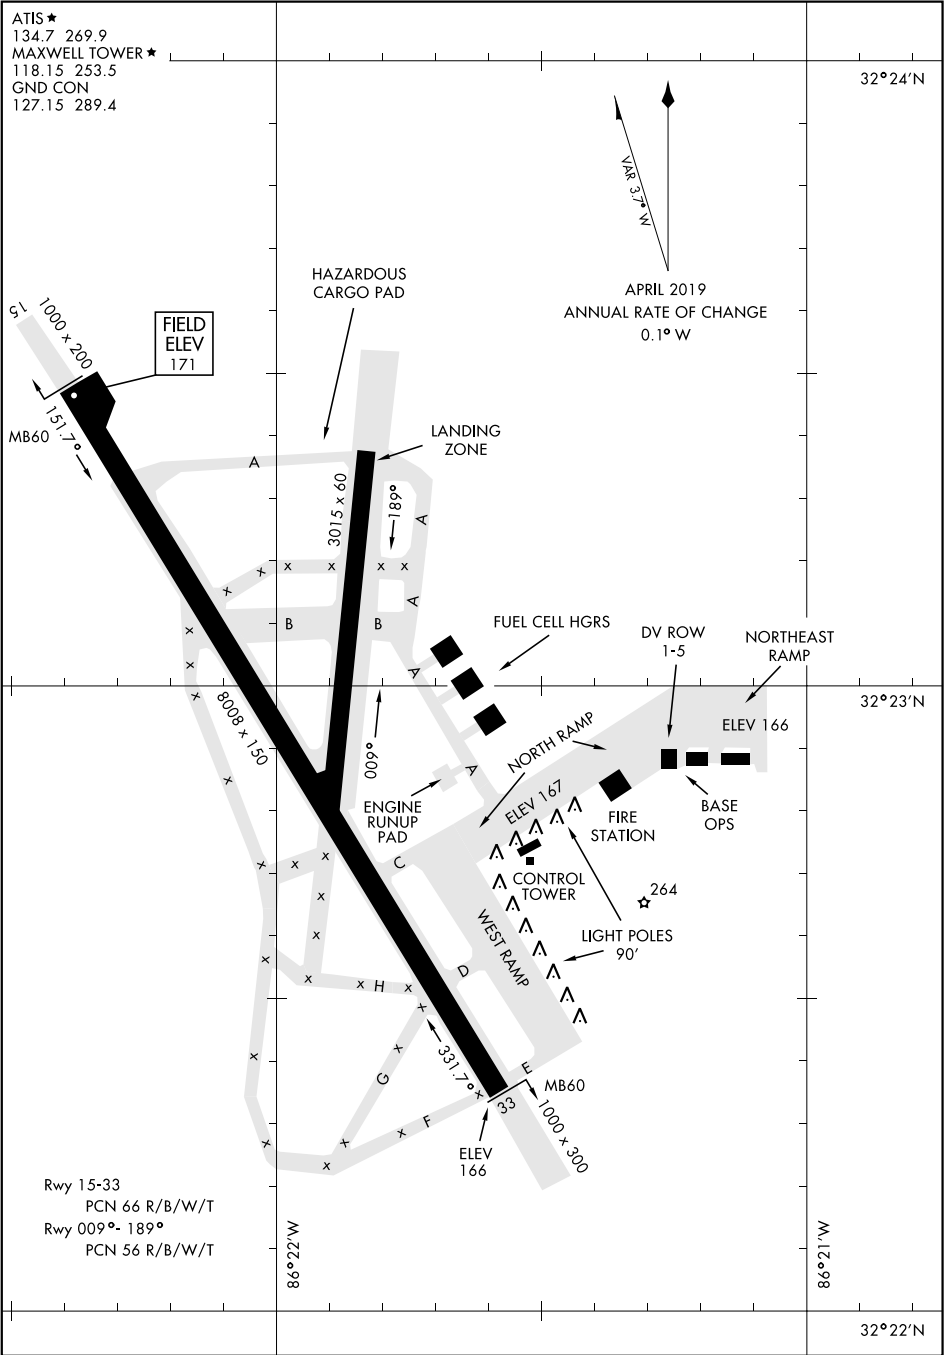 ATIS ★
134.7 269.9
MAXWELL TOWER ★
118.15 253.5
GND CON
127.15 289.4
32°24'N
VAR 3.7° W
APRIL 2019
ANNUAL RATE OF CHANGE
0.1° W
HAZARDOUS
CARGO PAD
15
1000 x 200
FIELD
ELEV
171
MB60
151.7°
LANDING
ZONE
A
3015 x 60
189°
A
x x x x x x
A
B
B
FUEL CELL HGRS
DV ROW
1-5
NORTHEAST
RAMP
x
x
x
A
32°23'N
8008 x 150
009°
NORTH RAMP
ELEV 166
A
x
ENGINE
RUNUP
PAD
ELEV 167
FIRE
STATION
BASE
OPS
C
x x x
CONTROL
TOWER
264
x
WEST RAMP
LIGHT POLES
90'
x
x
D
x x H x
x
x
x
331.7°
G
x
E
MB60
33
1000 x 300
x x F
x
x
ELEV
166
Rwy 15-33
PCN 66 R/B/W/T
Rwy 009°- 189°
PCN 56 R/B/W/T
86°22'W
86°21'W
32°22'N